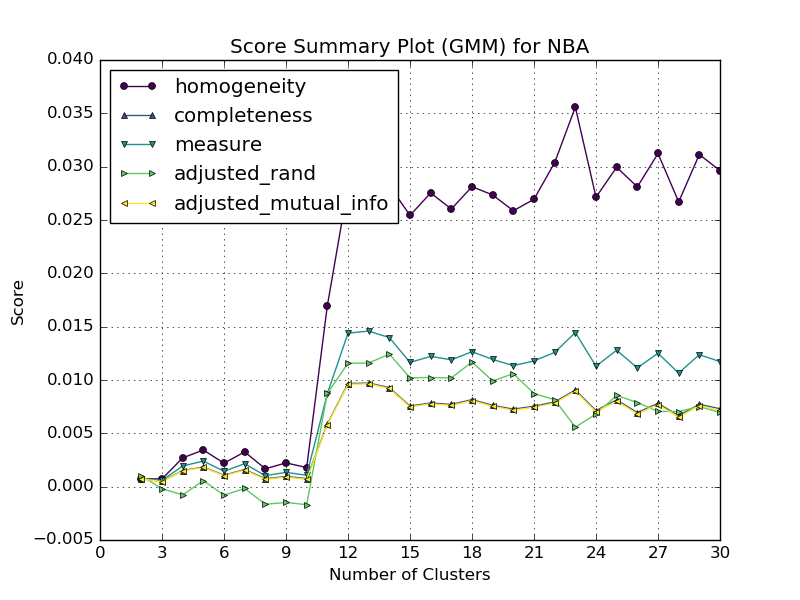 Score Summary Plot (GMM) for NBA
0.040
0.035
0.030
0.025
0.020
0.015
0.010
0.005
0.000
−0.005
Score
homogeneity
completeness
measure
adjusted_rand
adjusted_mutual_info
0 3 6 9 12 15 18 21 24 27 30
Number of Clusters